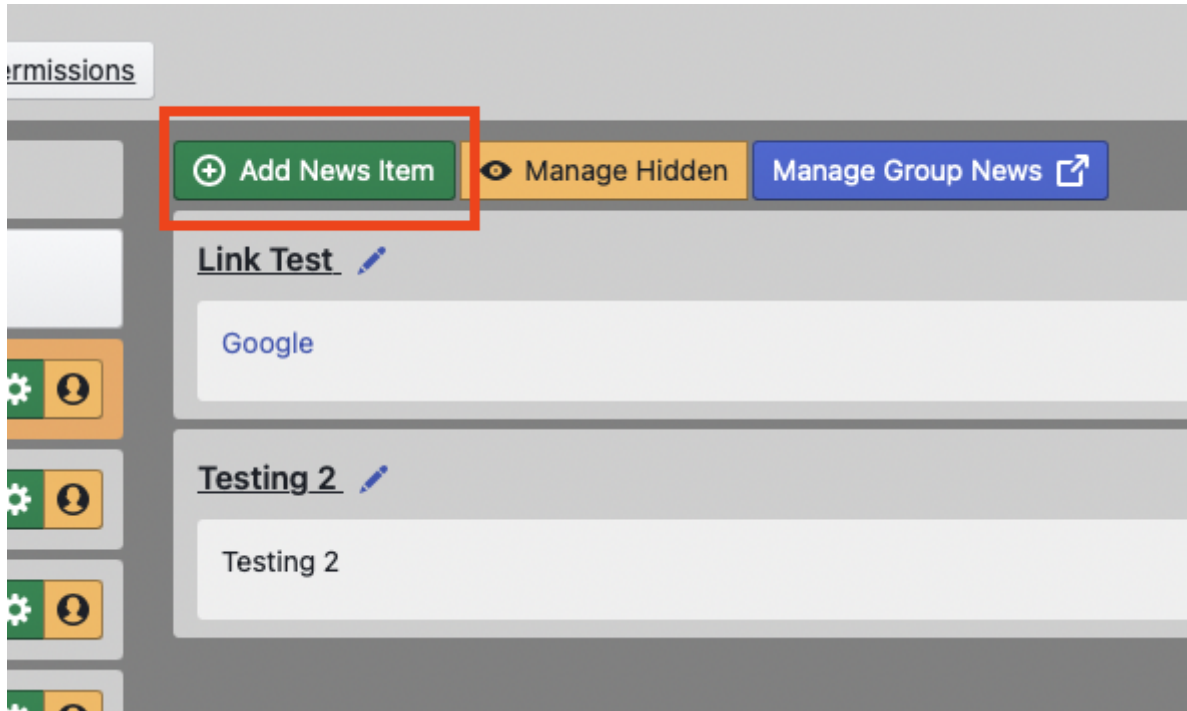 ermissions
Add News Item Manage Hidden Manage Group News
Link Test
Google
Testing 2
Testing 2